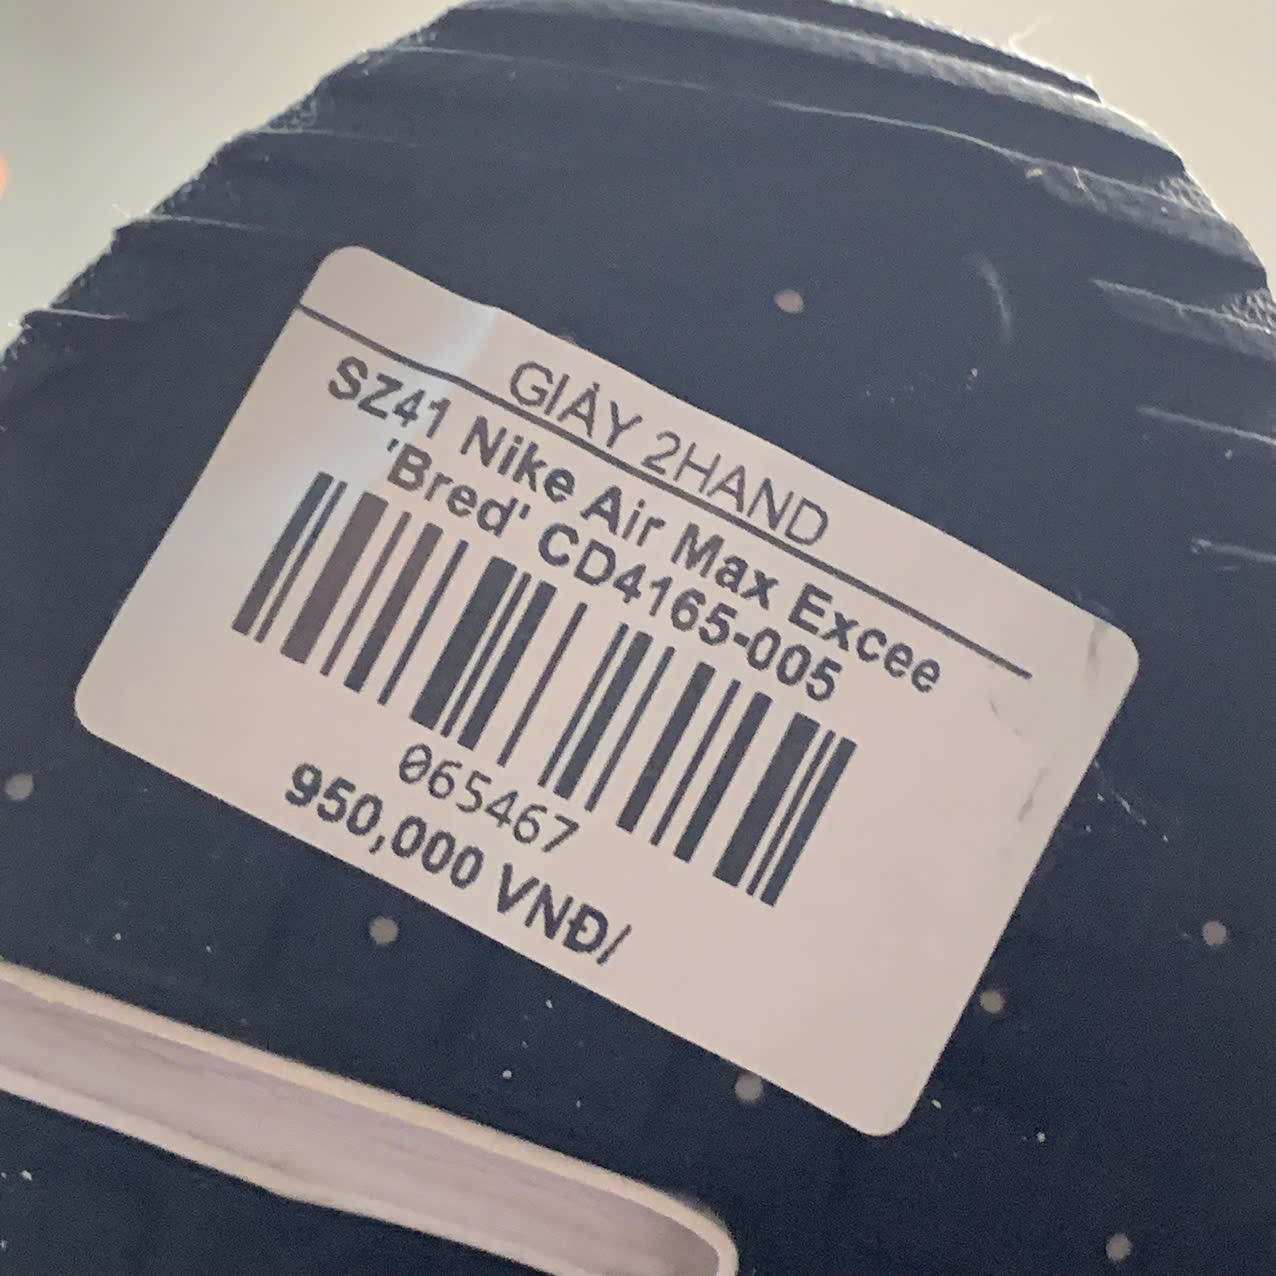 GIÀY 2HAND
SZ41 Nike Air Max Excee
'Bred' CD4165-005
065467
950,000 VNĐ/